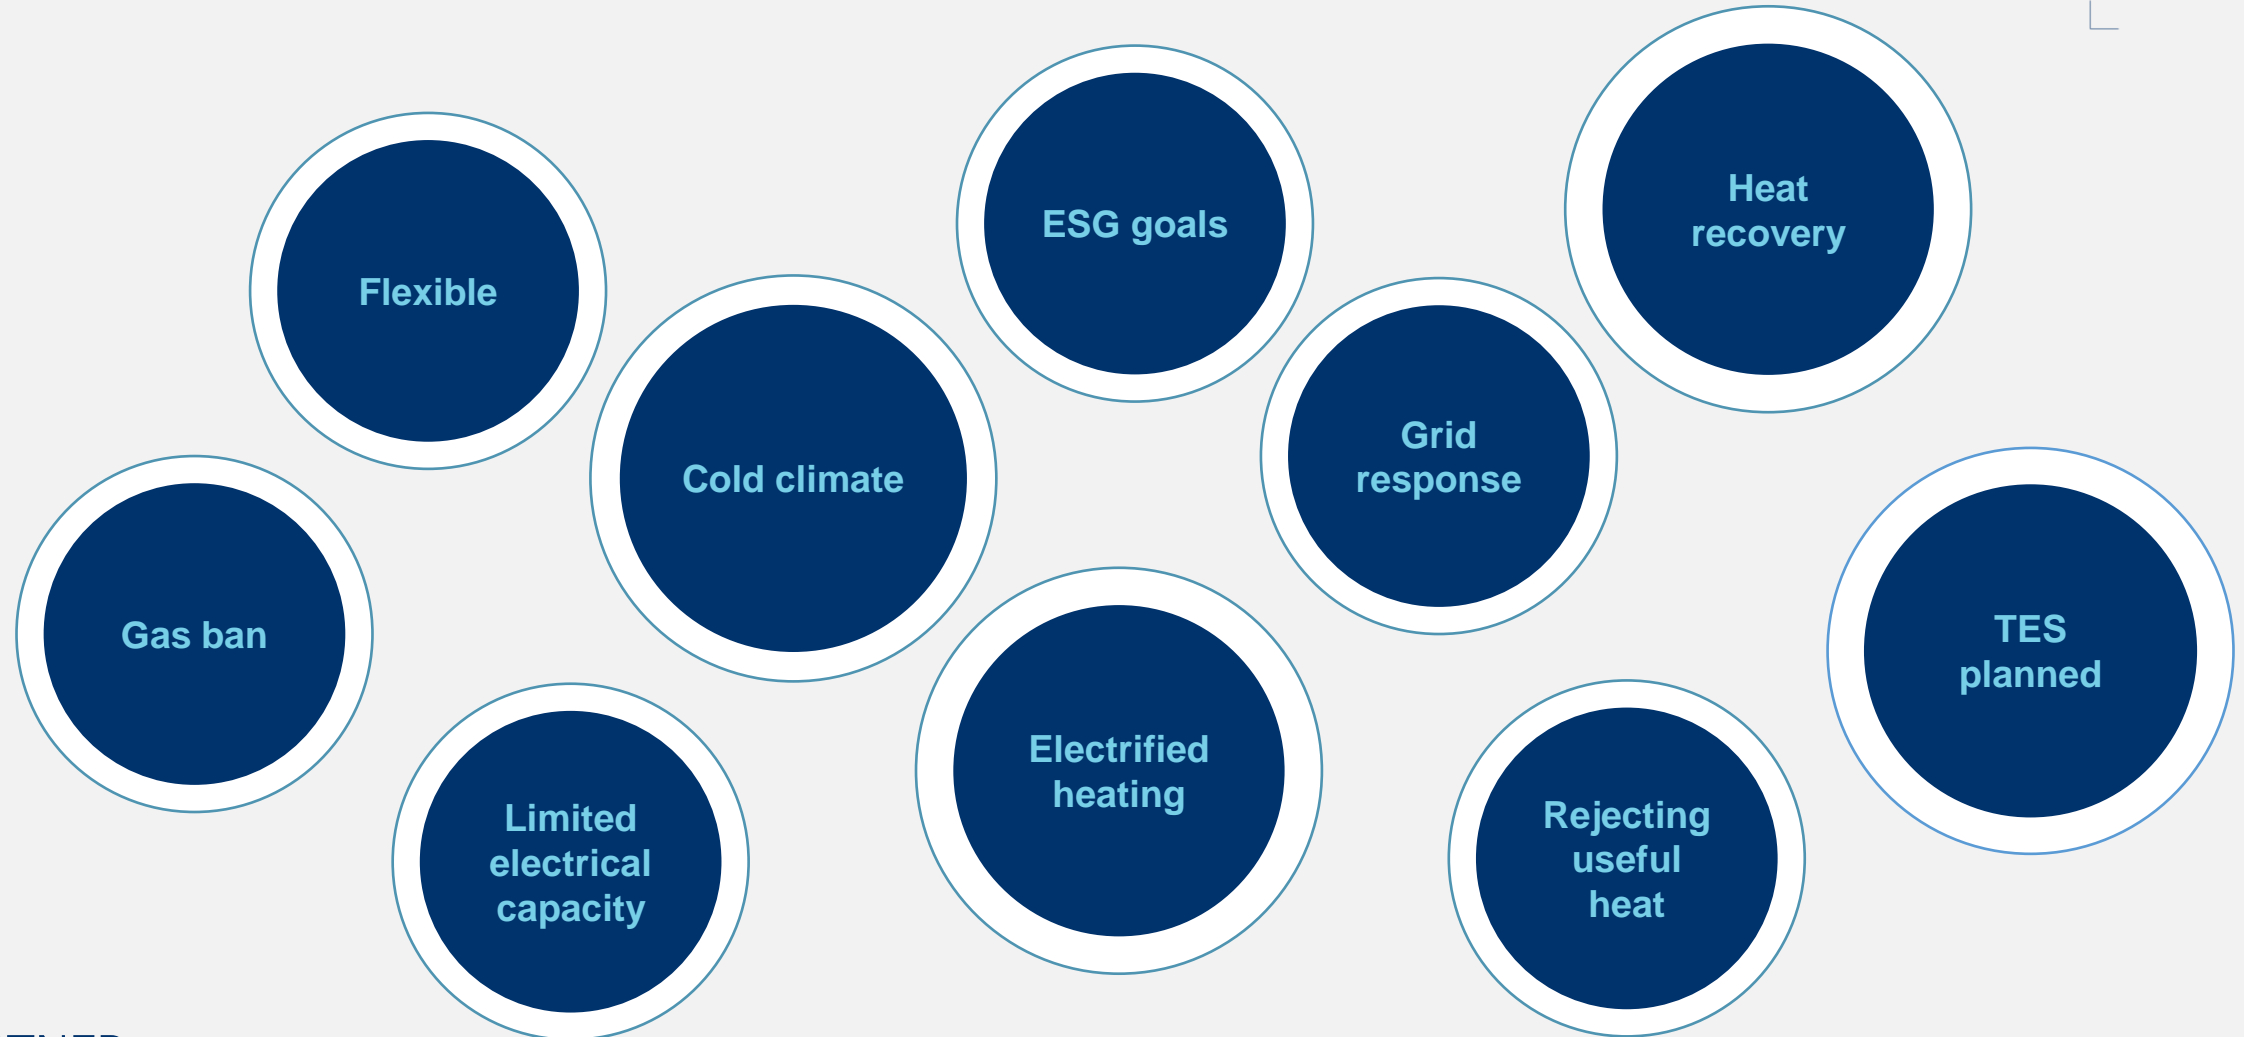 Flexible
ESG goals
Heat
recovery
Cold climate
Grid
response
Gas ban
Electrified
heating
TES
planned
Limited
electrical
capacity
Rejecting
useful
heat